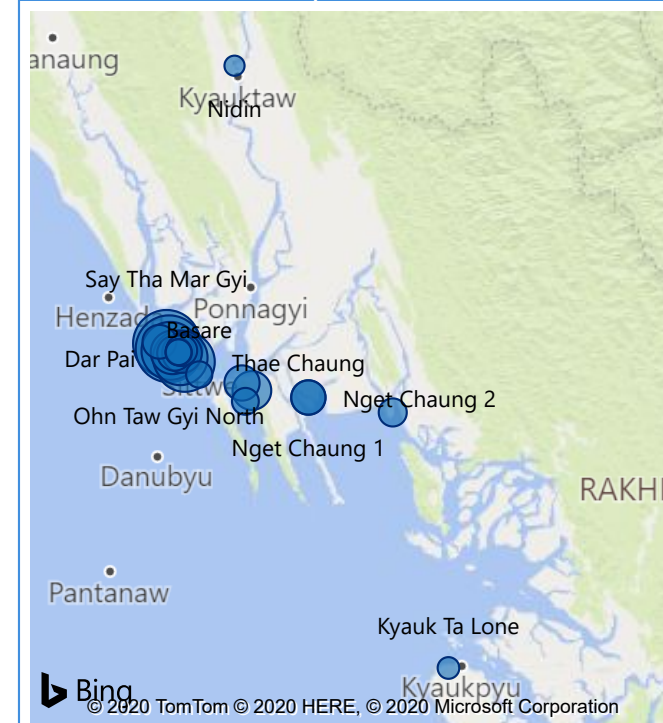 anaung
Kyauktaw
Nidin
Say Tha Mar Gyi
Henzad
Ponnagyi
Basare
Dar Pai
Thae Chaung
Sittwe
Nget Chaung 2
Ohn Taw Gyi North
Nget Chaung 1
Danubyu
RAKHI
Pantanaw
Kyauk Ta Lone
Kyaukpyu
Bing
© 2020 TomTom © 2020 HERE, © 2020 Microsoft Corporation